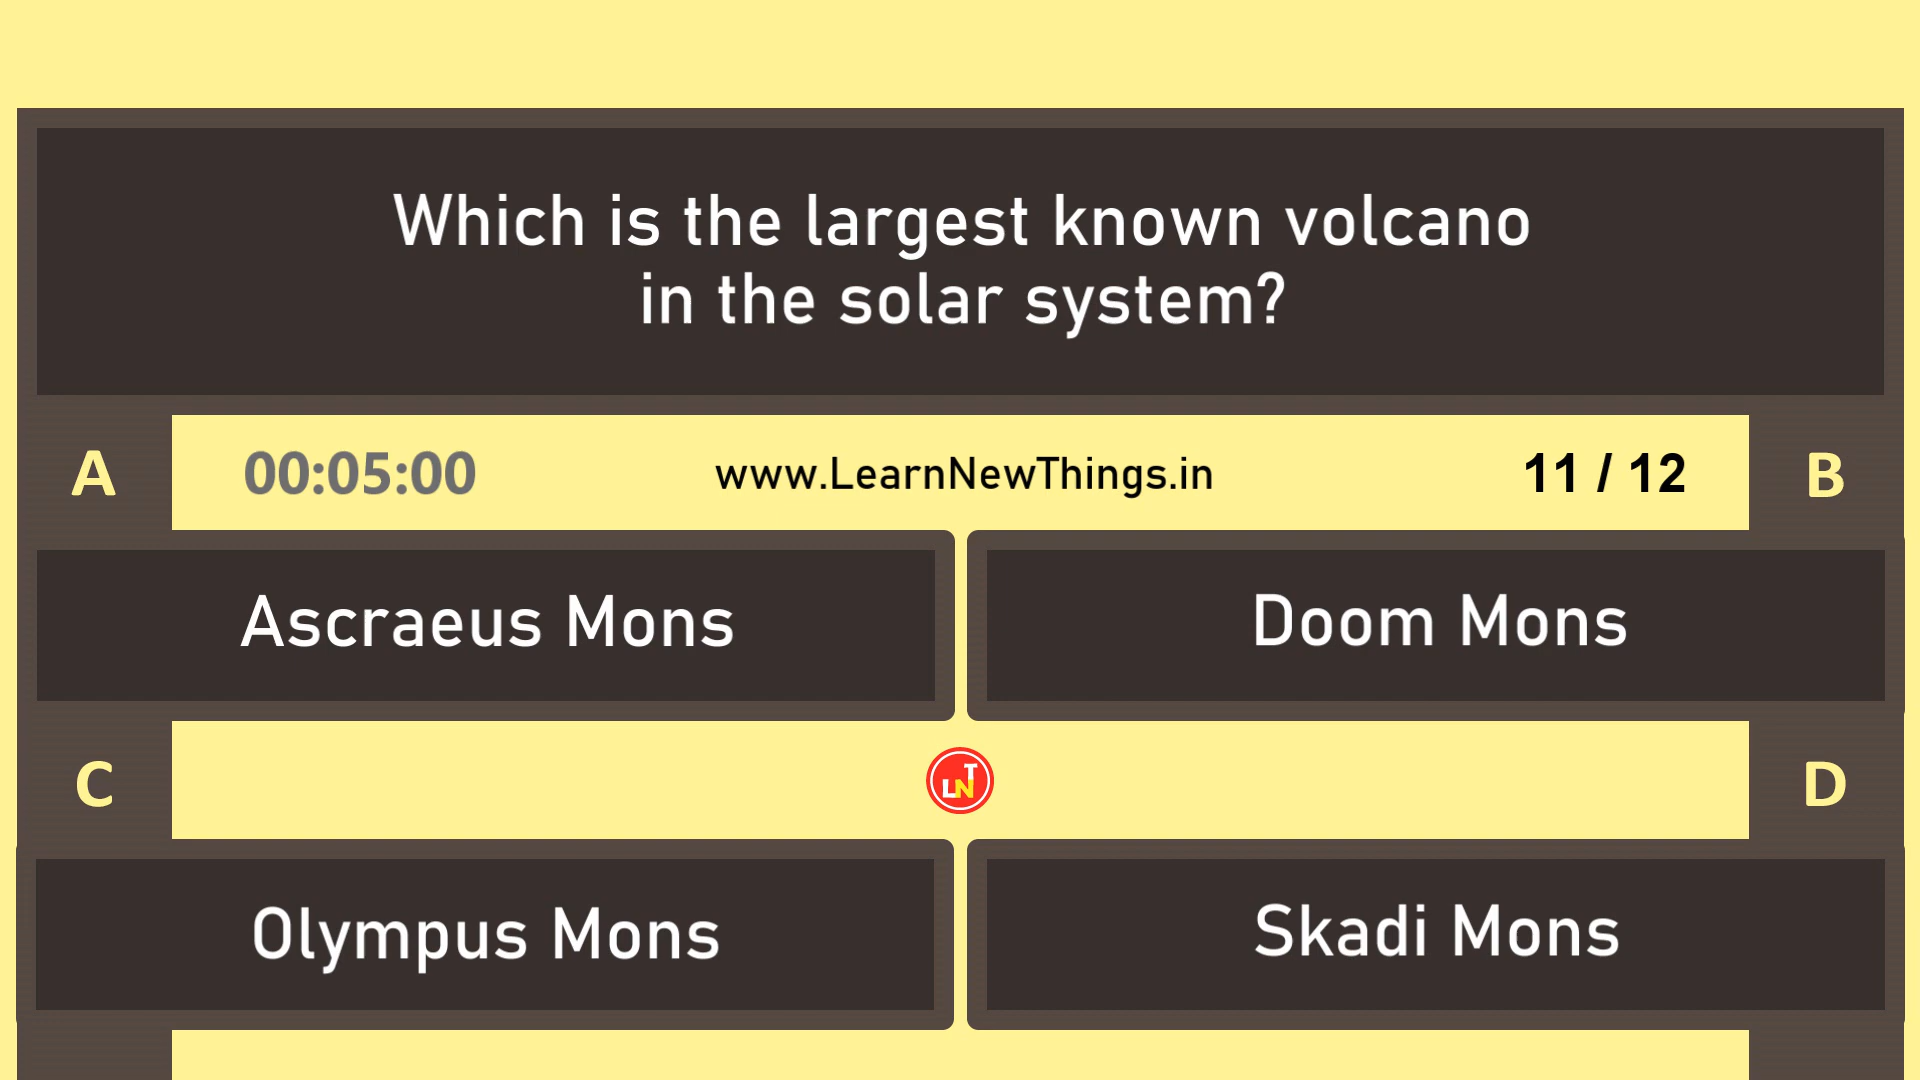 Which is the largest known volcano
in the solar system?
A
00:05:00
www.LearnNewThings.in
11 / 12
B
Ascraeus Mons
Doom Mons
C
LNT
D
Olympus Mons
Skadi Mons